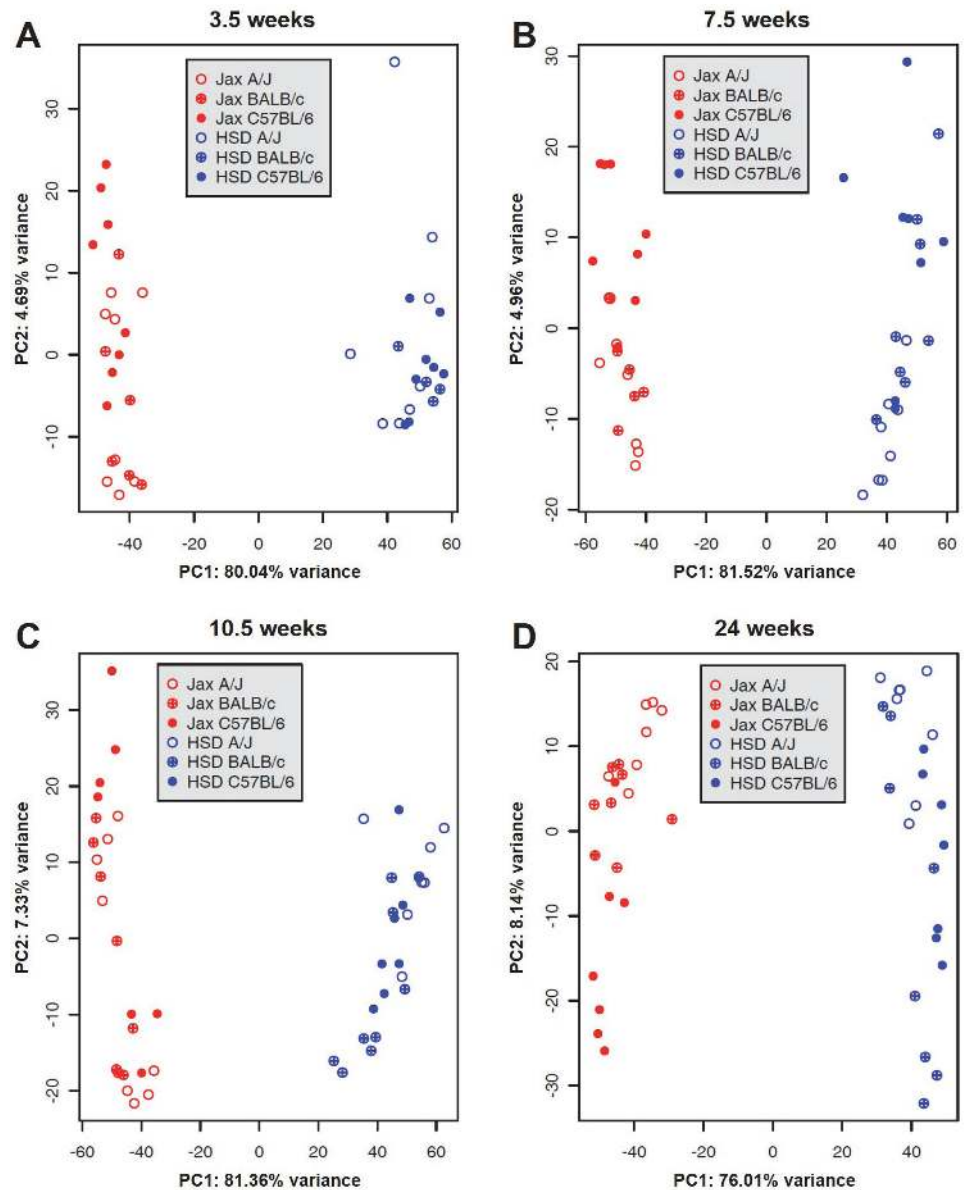 A
3.5 weeks
Jax A/J
Jax BALB/c
Jax C57BL/6
HSD A/J
HSD BALB/c
HSD C57BL/6
30
20
10
0
-10
PC2: 4.69% variance
-40 -20 0 20 40 60
PC1: 80.04% variance
B
7.5 weeks
Jax A/J
Jax BALB/c
Jax C57BL/6
HSD A/J
HSD BALB/c
HSD C57BL/6
30
20
10
0
-10
-20
PC2: 4.96% variance
-60 -40 -20 0 20 40 60
PC1: 81.52% variance
C
10.5 weeks
Jax A/J
Jax BALB/c
Jax C57BL/6
HSD A/J
HSD BALB/c
HSD C57BL/6
30
20
10
0
-10
-20
PC2: 7.33% variance
-60 -40 -20 0 20 40 60
PC1: 81.36% variance
D
24 weeks
Jax A/J
Jax BALB/c
Jax C57BL/6
HSD A/J
HSD BALB/c
HSD C57BL/6
20
10
0
-10
-20
-30
PC2: 8.14% variance
-40 -20 0 20 40
PC1: 76.01% variance